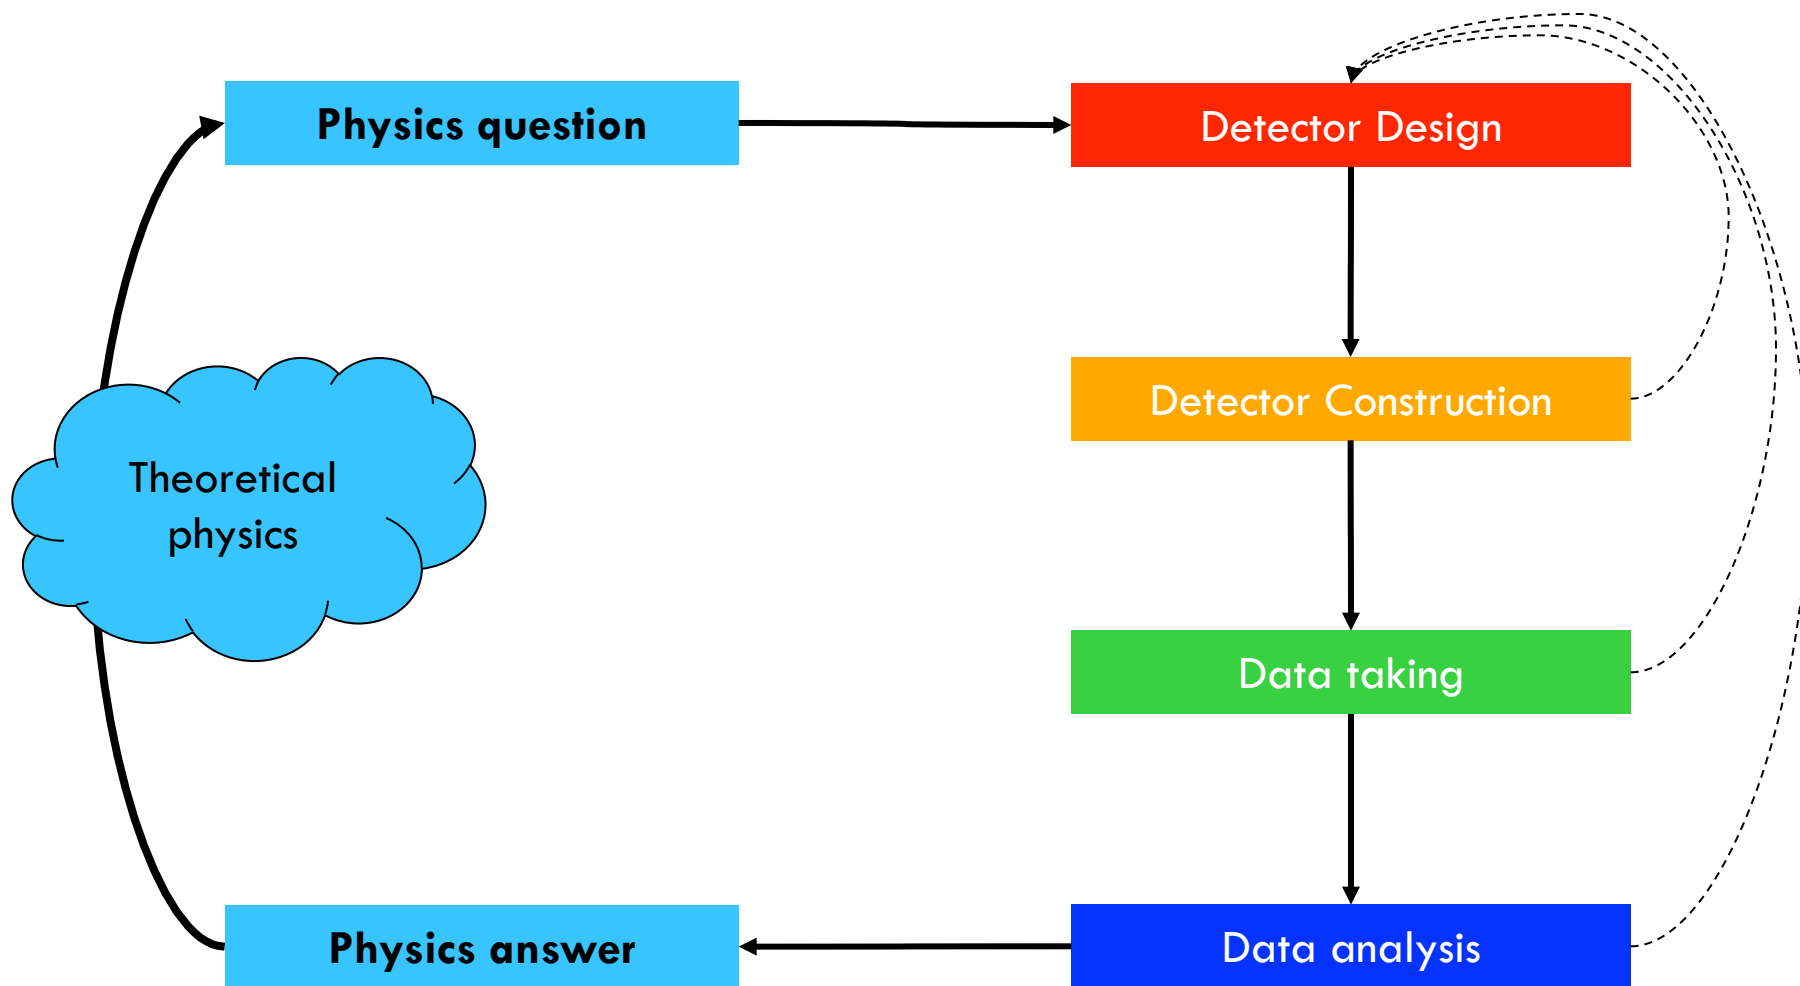 Physics question
Detector Design
Detector Construction
Theoretical
physics
Data taking
Physics answer
Data analysis